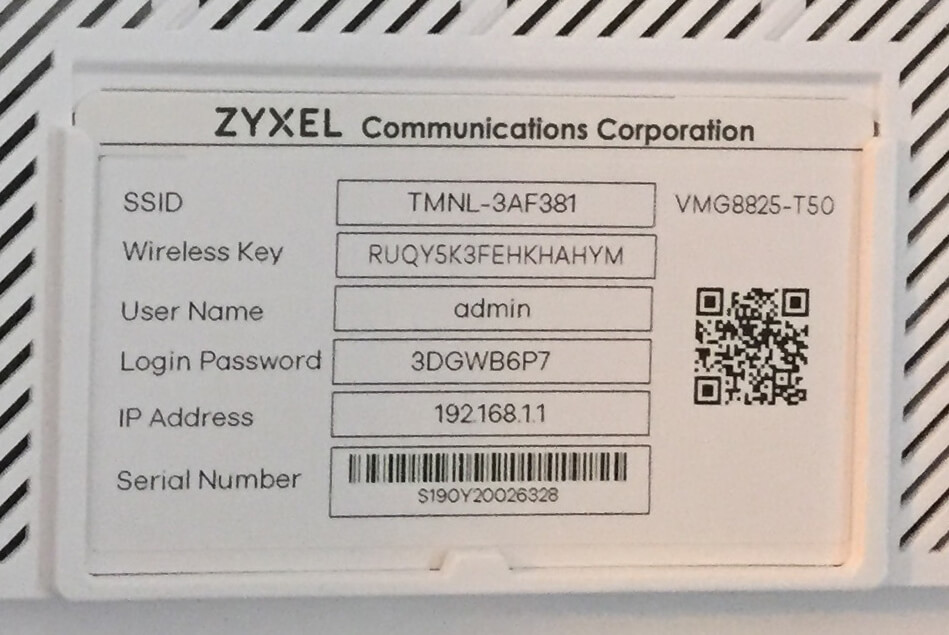 ZYXEL Communications Corporation
SSID TMNL-3AF381 VMG8825-T50
Wireless Key RUQY5K3FEHKHAHYM
User Name admin
Login Password 3DGWB6P7
IP Address 192.168.1.1
Serial Number
S190Y20026328